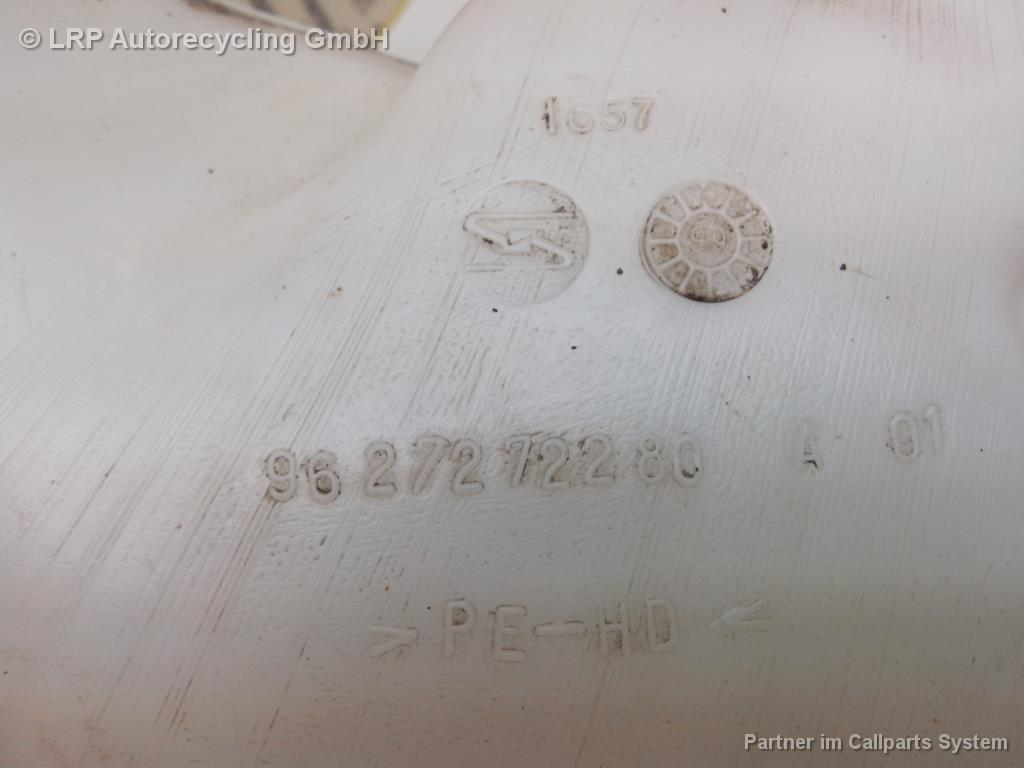 © LRP Autorecycling GmbH
1657
96 272 722 80 A 01
> PE-HD <
Partner im Callparts System